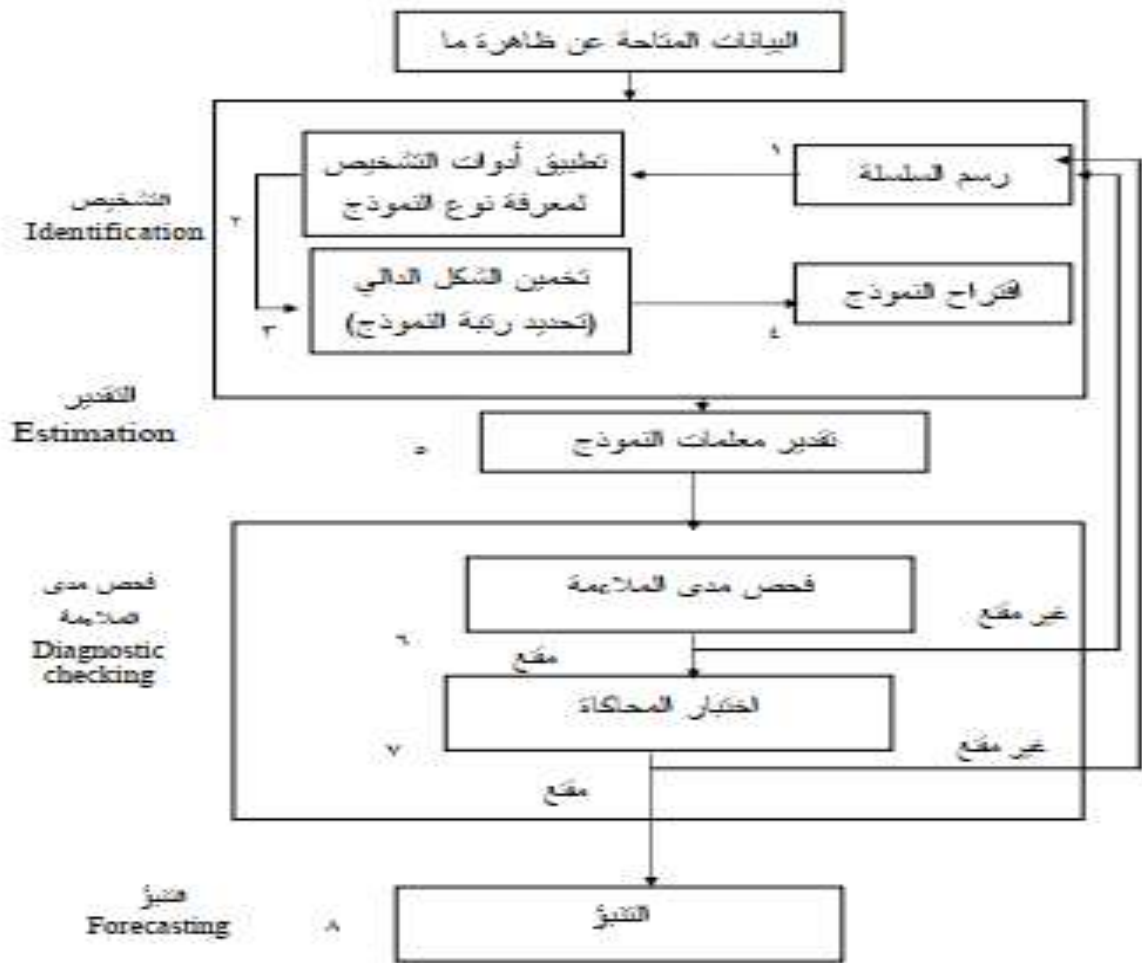 البيانات المتاحة عن ظاهرة ما
رسم السلسلة
١
تطبيق أدوات التشخيص
لمعرفة نوع النموذج
التشخيص
Identification
٢
تخمين الشكل الدالي
(تحديد رتبة النموذج)
٣
اقتراح النموذج
٤
التقدير
Estimation
تقدير معلمات النموذج
٥
فحص مدى
الملاءمة
Diagnostic
checking
فحص مدى الملاءمة
٦
غير مقنع
مقنع
اختبار المحاكاة
٧
غير مقنع
مقنع
التنبؤ
Forecasting
٨
التنبؤ